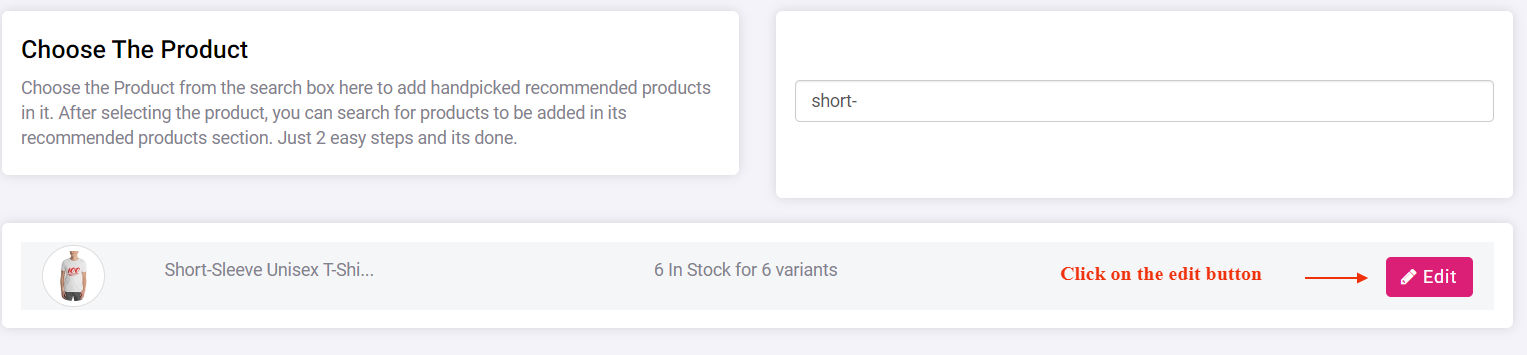 Choose The Product
Choose the Product from the search box here to add handpicked recommended products
in it. After selecting the product, you can search for products to be added in its
recommended products section. Just 2 easy steps and its done.
short-
Short-Sleeve Unisex T-Shi...
6 In Stock for 6 variants
Click on the edit button
Edit